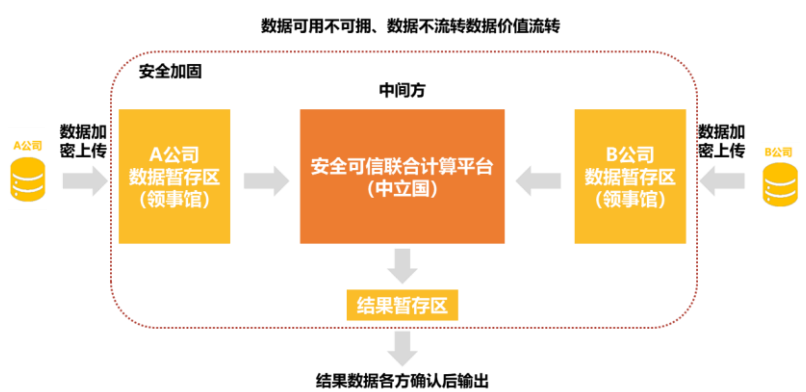 数据可用不可拥、数据不流转数据价值流转
安全加固
中间方
A公司
数据加
密上传
A公司
数据暂存区
（领事馆）
安全可信联合计算平台
（中立国）
B公司
数据暂存区
（领事馆）
数据加
密上传
B公司
结果暂存区
结果数据各方确认后输出